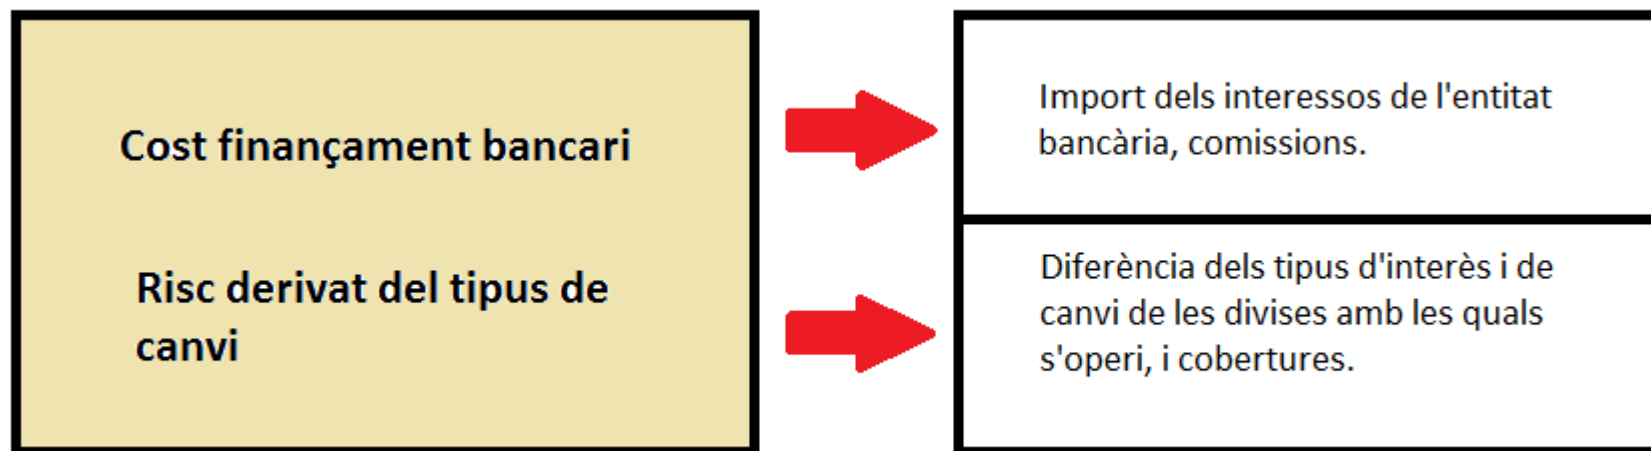 Cost finançament bancari
Import dels interessos de l'entitat
bancària, comissions.
Risc derivat del tipus de
canvi
Diferència dels tipus d'interès i de
canvi de les divises amb les quals
s'operi, i cobertures.